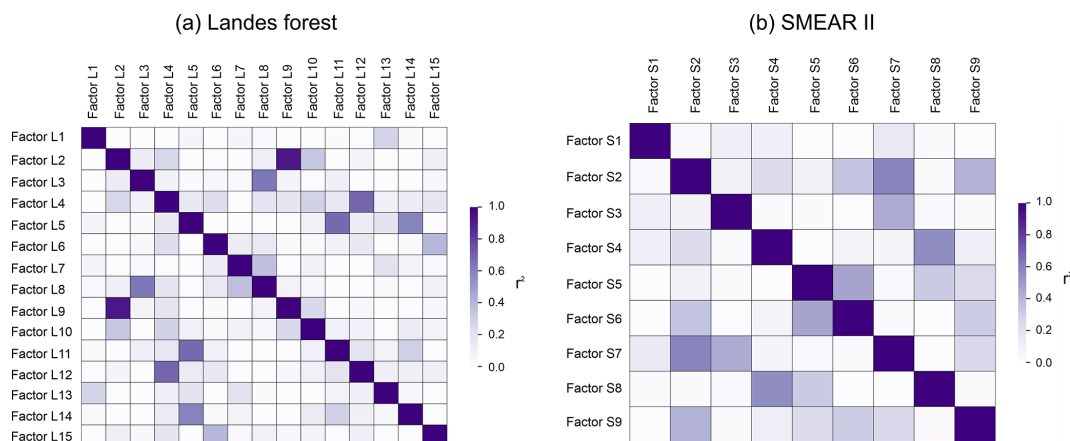 (a) Landes forest
Factor L1
Factor L2
Factor L3
Factor L4
Factor L5
Factor L6
Factor L7
Factor L8
Factor L9
Factor L10
Factor L11
Factor L12
Factor L13
Factor L14
Factor L15
Factor L1
Factor L2
Factor L3
Factor L4
Factor L5
Factor L6
Factor L7
Factor L8
Factor L9
Factor L10
Factor L11
Factor L12
Factor L13
Factor L14
Factor L15
1.0
0.8
0.6
0.4
0.2
0.0
r²
(b) SMEAR II
Factor S1
Factor S2
Factor S3
Factor S4
Factor S5
Factor S6
Factor S7
Factor S8
Factor S9
Factor S1
Factor S2
Factor S3
Factor S4
Factor S5
Factor S6
Factor S7
Factor S8
Factor S9
1.0
0.8
0.6
0.4
0.2
0.0